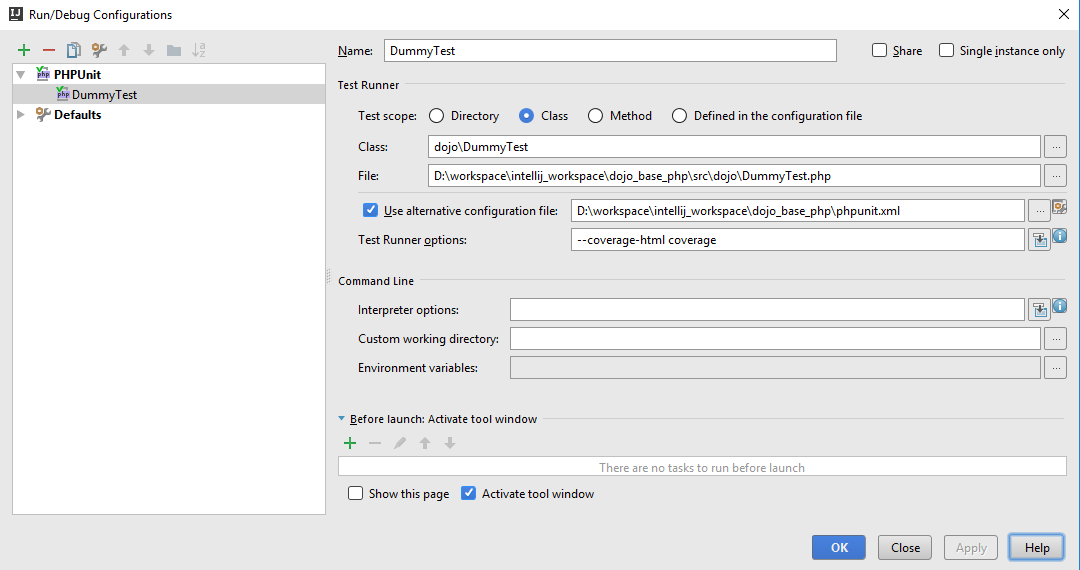 IJ Run/Debug Configurations
Name: DummyTest Share Single instance only
php PHPUnit
php DummyTest
Defaults
Test Runner
Test scope: Directory Class Method Defined in the configuration file
Class: dojo\DummyTest ...
File: D:\workspace\intellij_workspace\dojo_base_php\src\dojo\DummyTest.php ...
Use alternative configuration file: D:\workspace\intellij_workspace\dojo_base_php\phpunit.xml ...
Test Runner options: --coverage-html coverage
Command Line
Interpreter options:
Custom working directory: ...
Environment variables: ...
Before launch: Activate tool window
There are no tasks to run before launch
Show this page Activate tool window
OK Close Apply Help